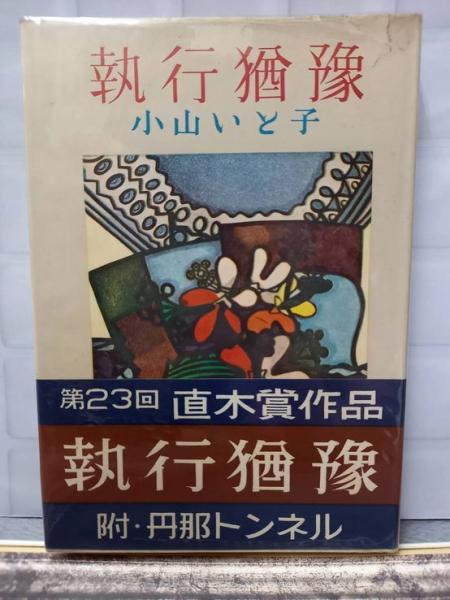 執行猶豫
小山いと子
第23回 直木賞作品
執行猶豫
附・丹那トンネル